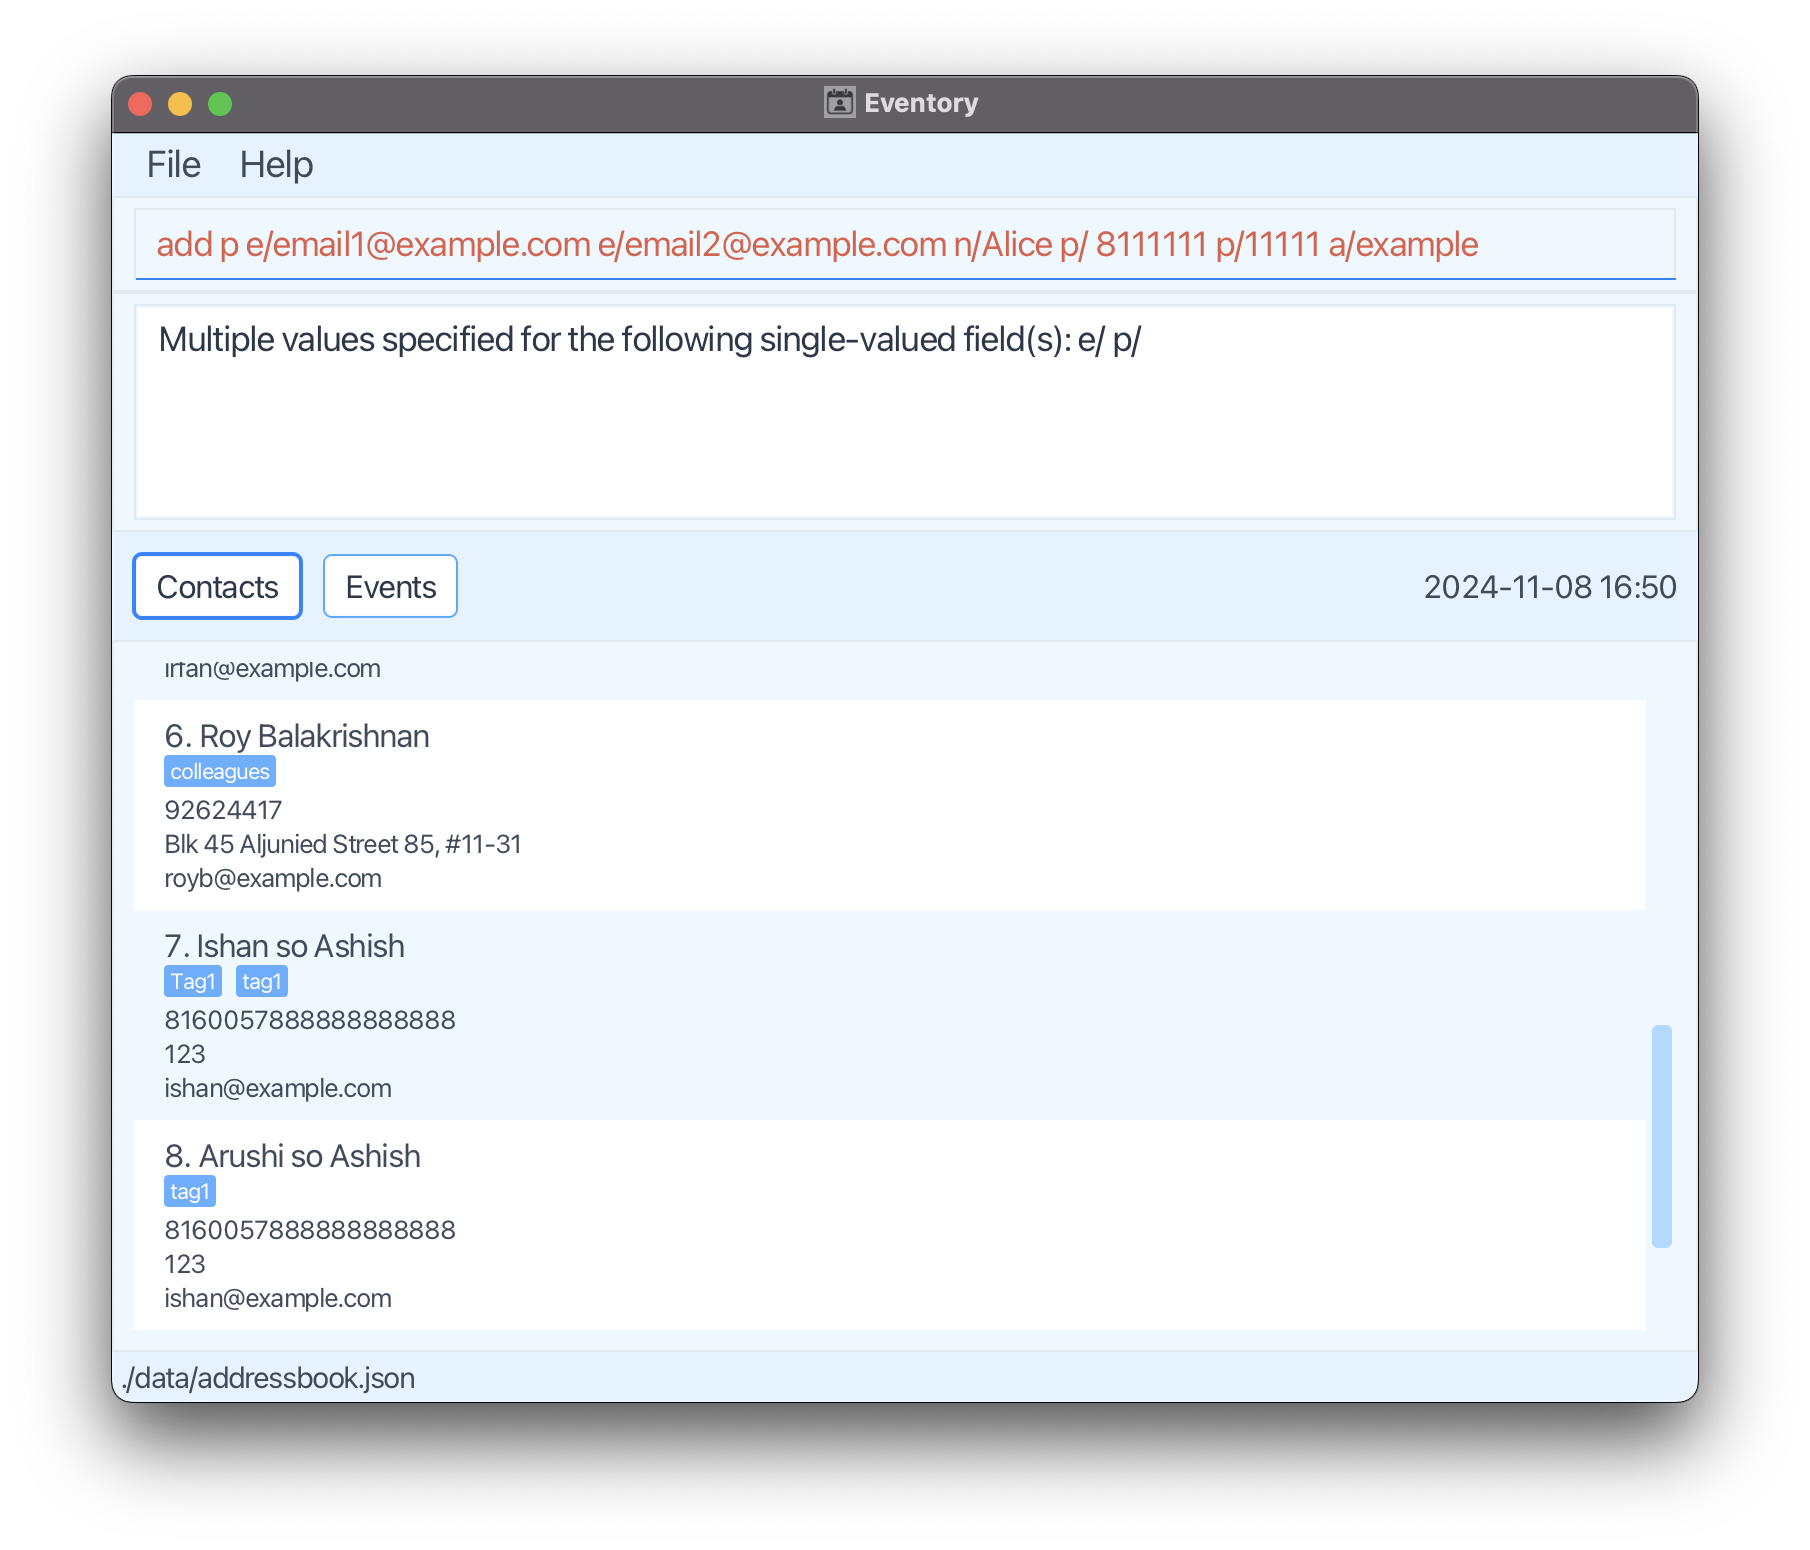 Eventory
File Help
add p e/email1@example.com e/email2@example.com n/Alice p/ 8111111 p/11111 a/example
Multiple values specified for the following single-valued field(s): e/ p/
Contacts Events 2024-11-08 16:50
irfan@example.com
6. Roy Balakrishnan
colleagues
92624417
Blk 45 Aljunied Street 85, #11-31
royb@example.com
7. Ishan so Ashish
Tag1 tag1
8160057888888888888
123
ishan@example.com
8. Arushi so Ashish
tag1
8160057888888888888
123
ishan@example.com
./data/addressbook.json